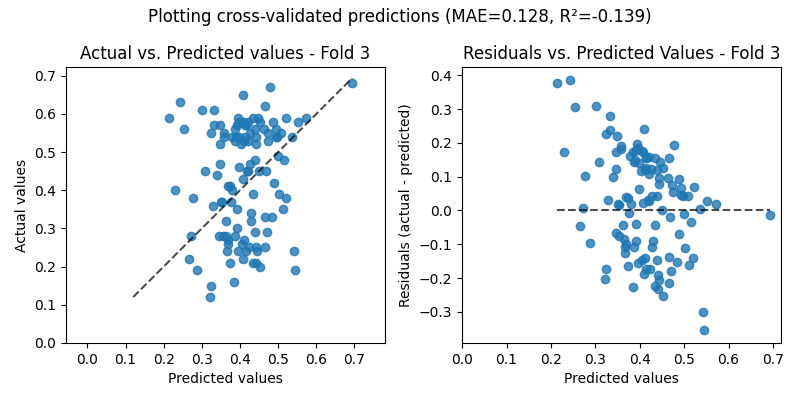 Plotting cross-validated predictions (MAE=0.128, R²=-0.139)
Actual vs. Predicted values - Fold 3
Actual values
0.7
0.6
0.5
0.4
0.3
0.2
0.1
0.0
0.0 0.1 0.2 0.3 0.4 0.5 0.6 0.7
Predicted values
Residuals vs. Predicted Values - Fold 3
Residuals (actual - predicted)
0.4
0.3
0.2
0.1
0.0
−0.1
−0.2
−0.3
0.0 0.1 0.2 0.3 0.4 0.5 0.6 0.7
Predicted values